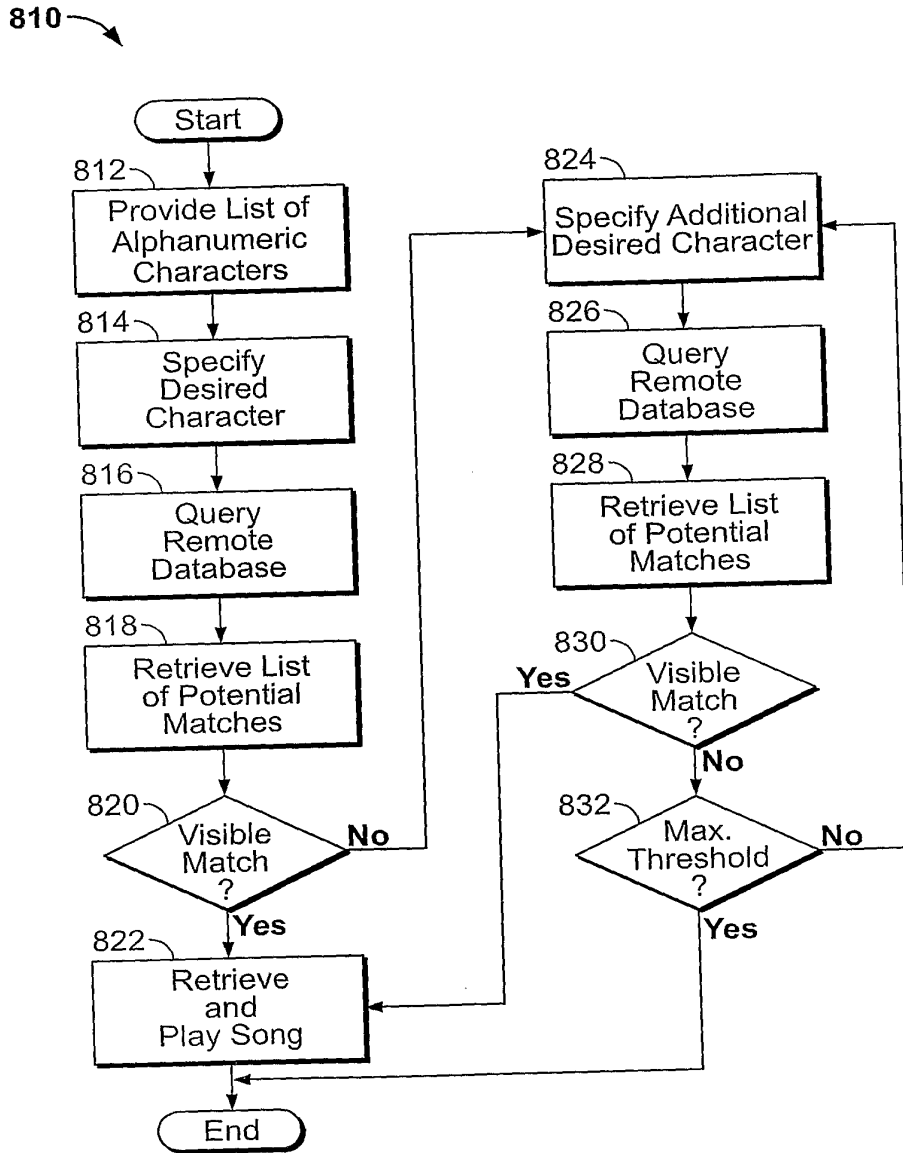 810
Start
812
Provide List of
Alphanumeric
Characters
814
Specify
Desired
Character
816
Query
Remote
Database
818
Retrieve List
of Potential
Matches
820
Visible
Match
?
No
Yes
822
Retrieve
and
Play Song
End
824
Specify Additional
Desired Character
826
Query
Remote
Database
828
Retrieve List
of Potential
Matches
830
Visible
Match
?
Yes
No
832
Max.
Threshold
?
No
Yes